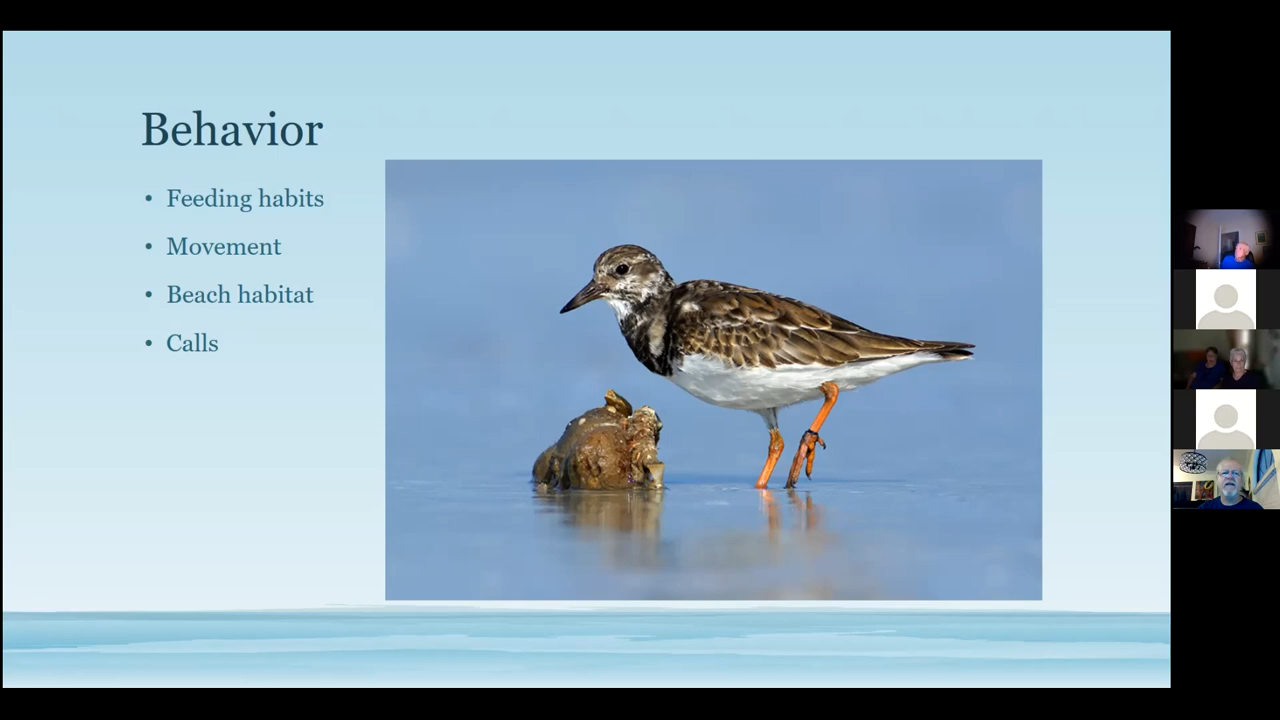 Behavior
• Feeding habits
• Movement
• Beach habitat
• Calls